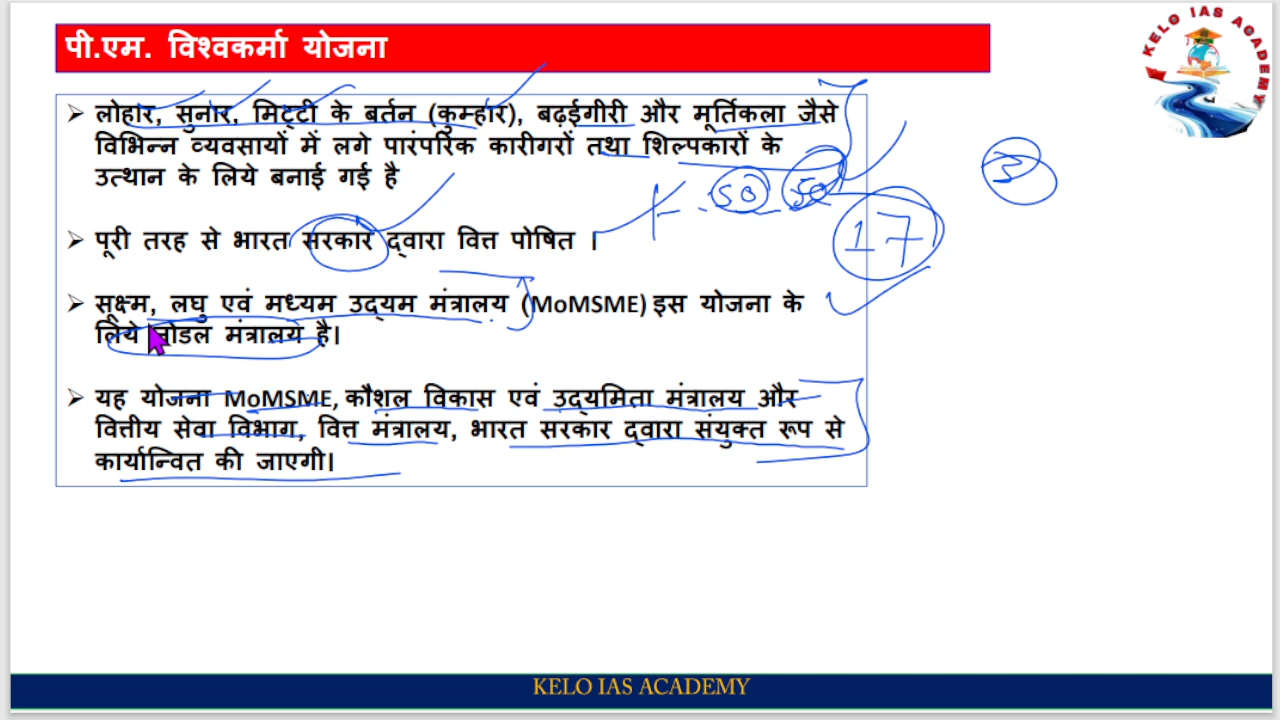 पी.एम. विश्वकर्मा योजना
KELO IAS ACADEMY
➢ लोहार, सुनार, मिट्टी के बर्तन (कुम्हार), बढ़ईगीरी और मूर्तिकला जैसे
विभिन्न व्यवसायों में लगे पारंपरिक कारीगरों तथा शिल्पकारों के
उत्थान के लिये बनाई गई है
50 50
3
17
➢ पूरी तरह से भारत सरकार द्वारा वित्त पोषित ।
➢ सूक्ष्म, लघु एवं मध्यम उद्यम मंत्रालय (MoMSME) इस योजना के
लिये नोडल मंत्रालय है।
➢ यह योजना MoMSME, कौशल विकास एवं उद्यमिता मंत्रालय और
वित्तीय सेवा विभाग, वित्त मंत्रालय, भारत सरकार द्वारा संयुक्त रूप से
कार्यान्वित की जाएगी।
KELO IAS ACADEMY